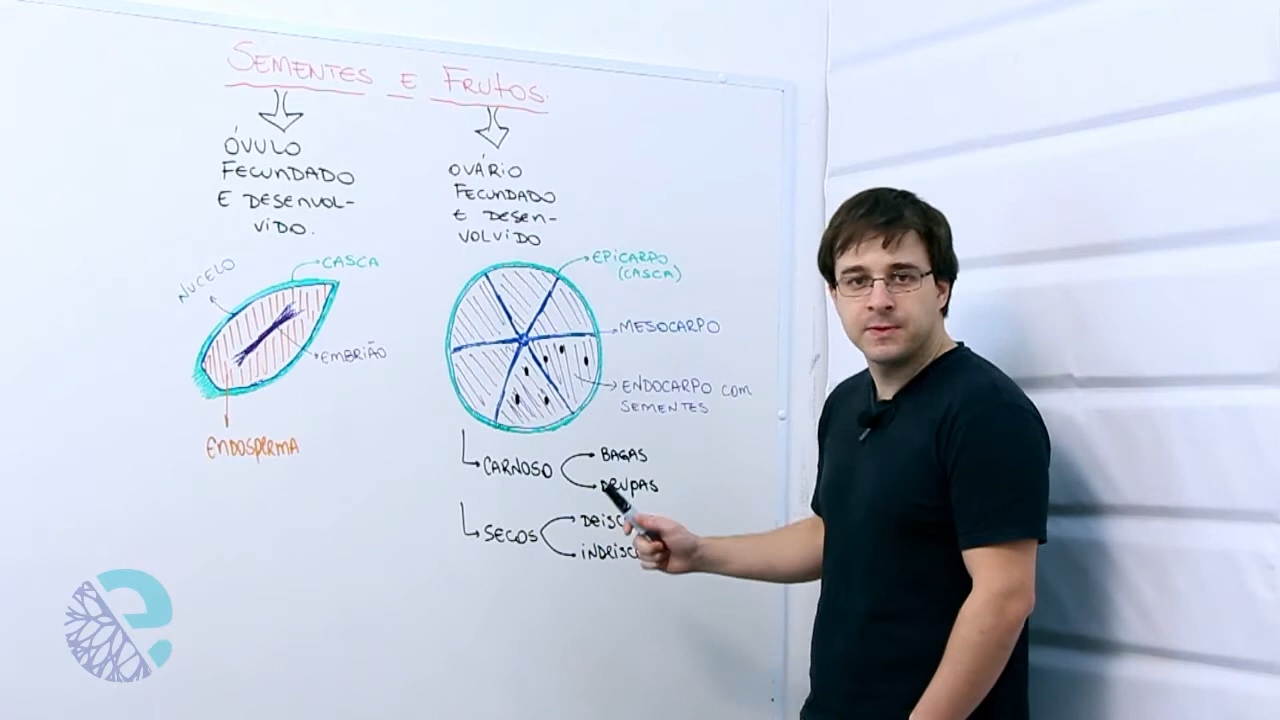 SEMENTES E FRUTOS.
ÓVULO
FECUNDADO
E DESENVOL-
VIDO.
NUCELO
CASCA
EMBRIÃO
ENDOSPERMA
OVÁRIO
FECUNDADO
E DESEN-
VOLVIDO
EPICARPO
(CASCA)
MESOCARPO
ENDOCARPO COM
SEMENTES
CARNOSO
BAGAS
DRUPAS
SECOS